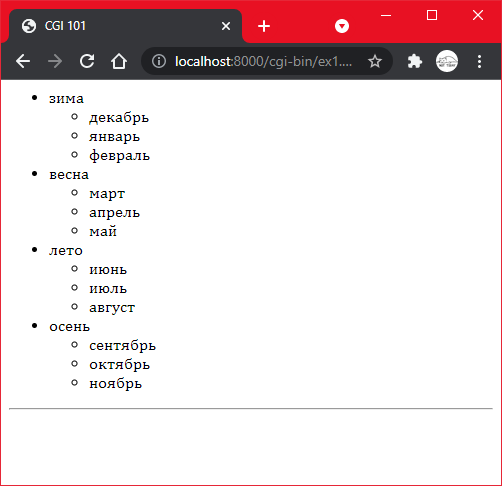 CGI 101
localhost:8000/cgi-bin/ex1....
зима
декабрь
январь
февраль
весна
март
апрель
май
лето
июнь
июль
август
осень
сентябрь
октябрь
ноябрь